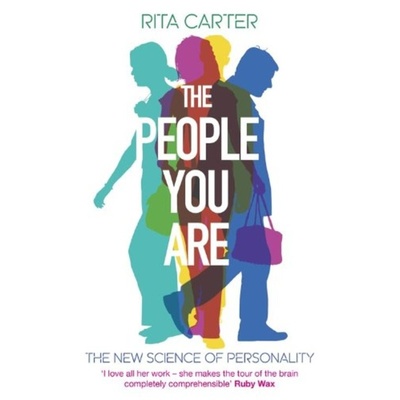 RITA CARTER
THE
PEOPLE
YOU
ARE
THE NEW SCIENCE OF PERSONALITY
‘I love all her work – she makes the tour of the brain
completely comprehensible’ Ruby Wax